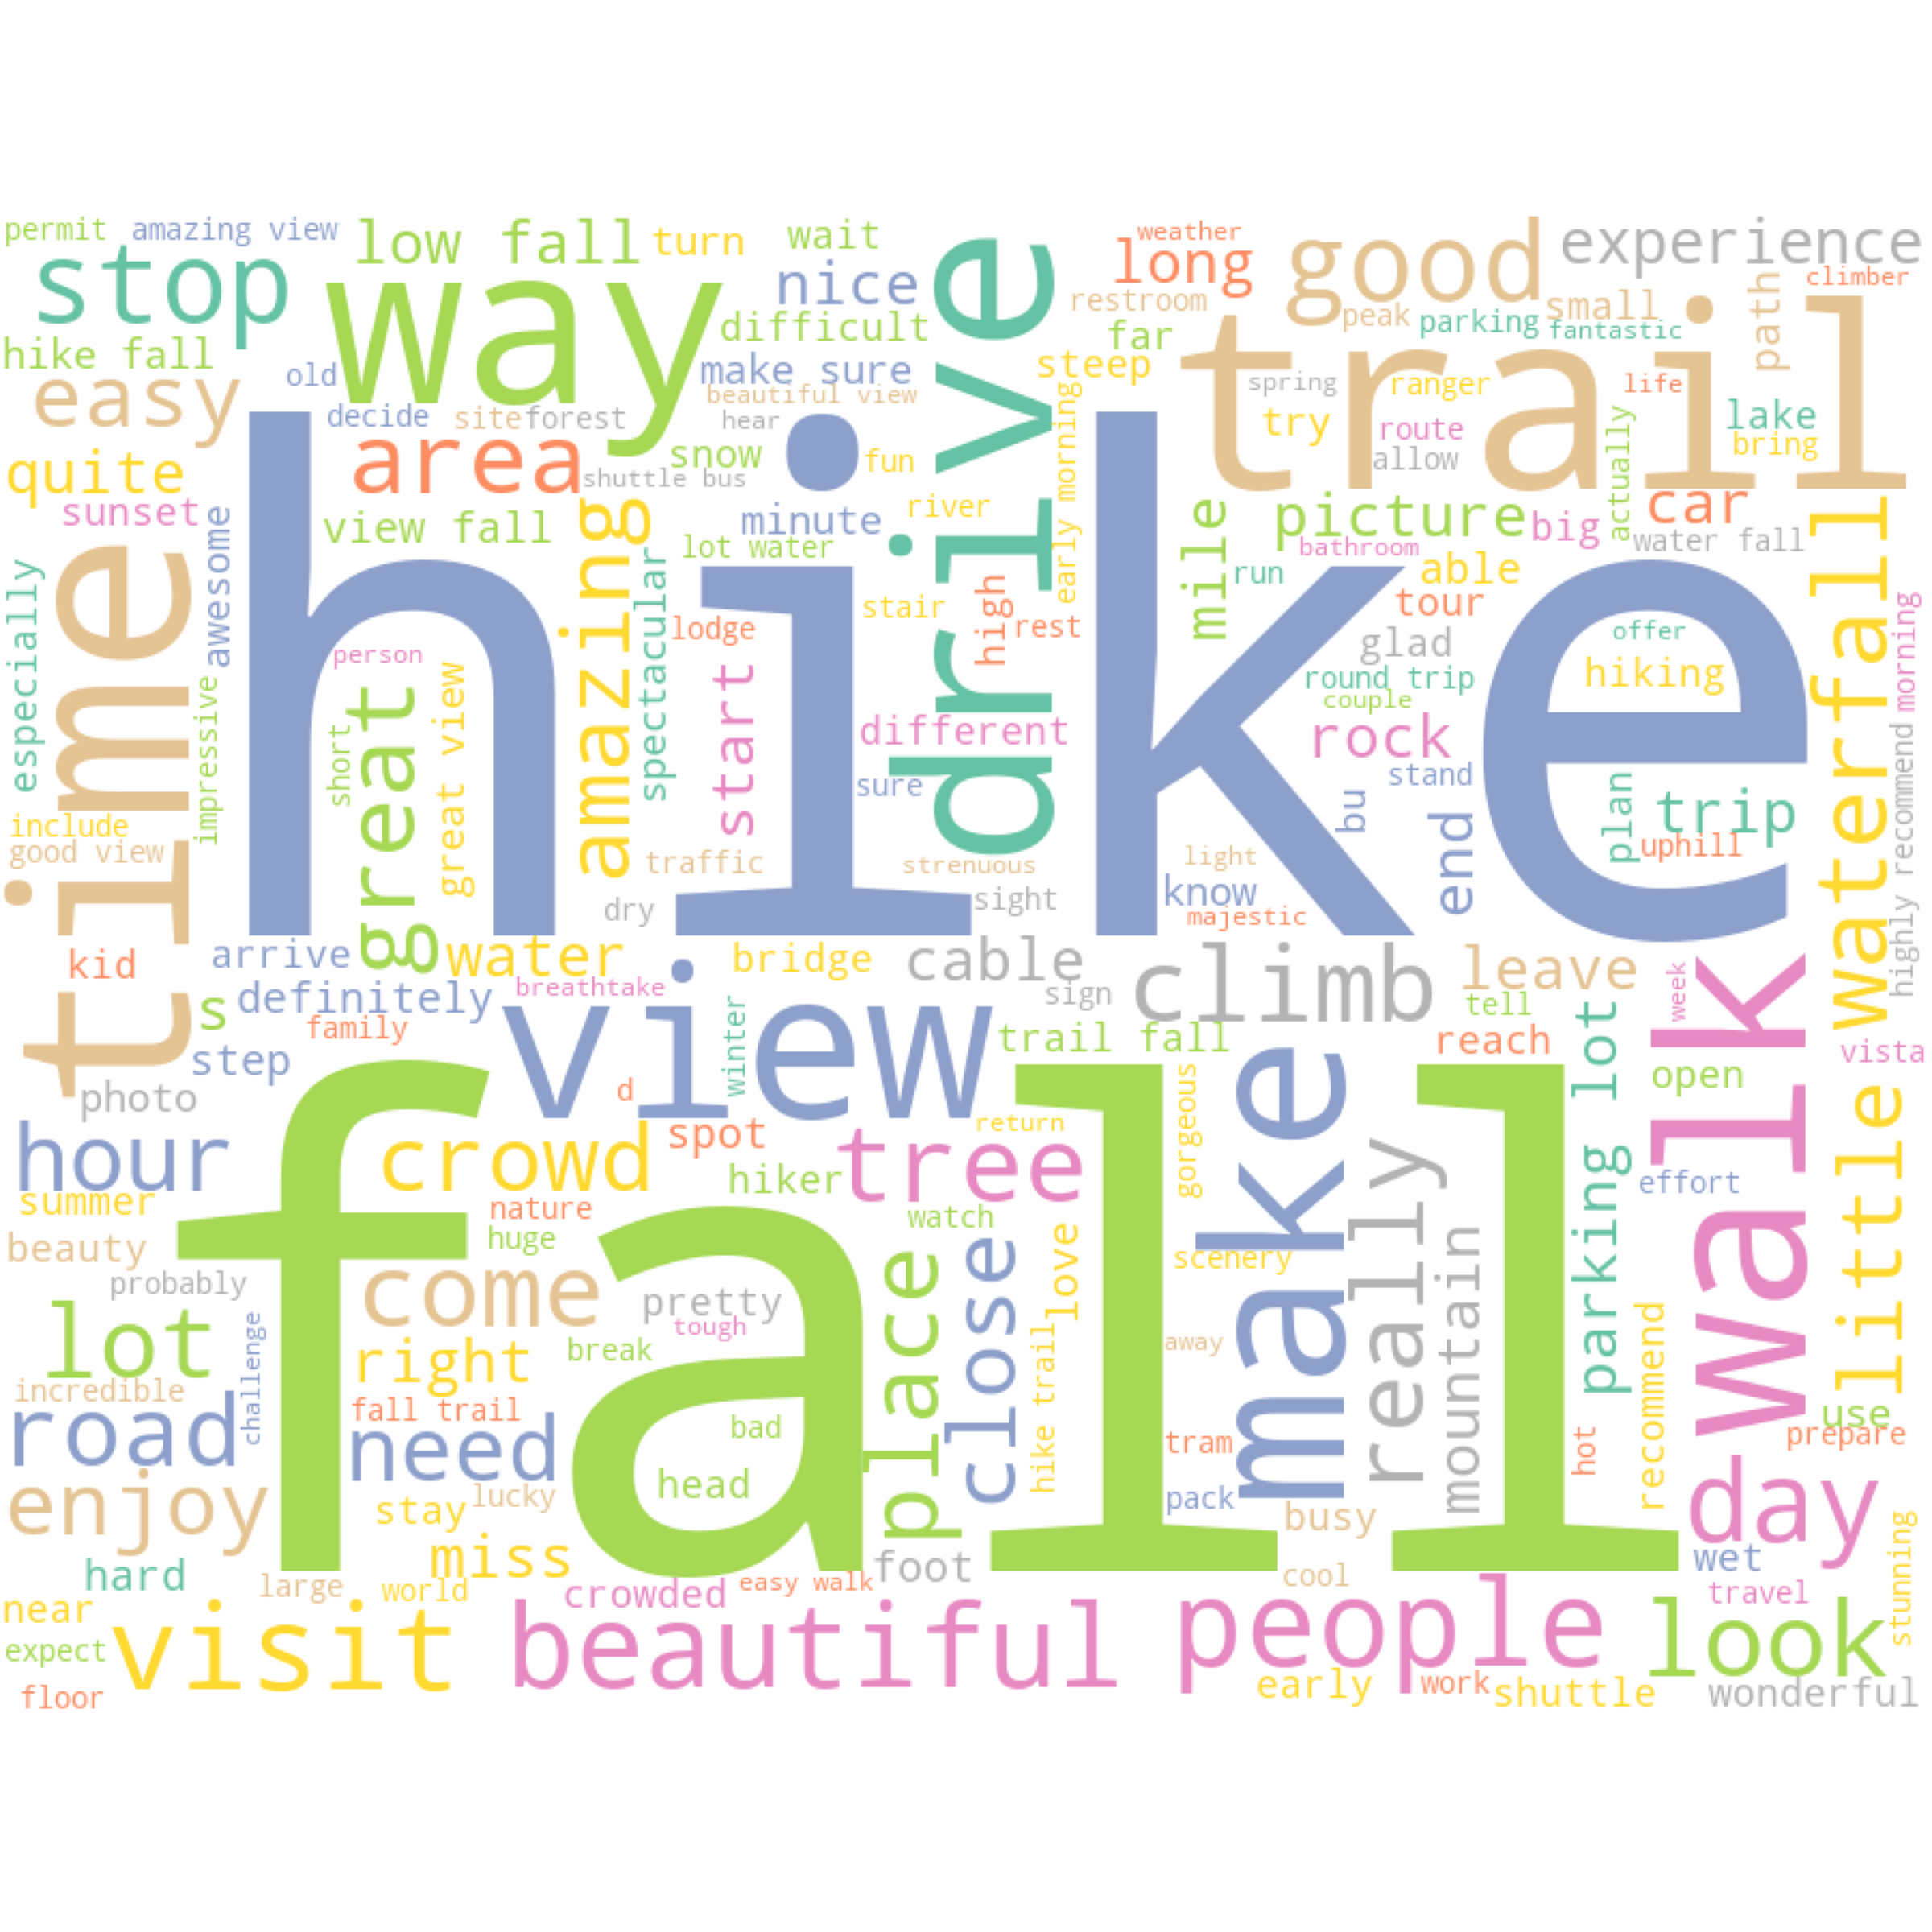 permit
amazing view
low fall
turn
wait
weather
long
good
experience
stop
way
nice
drive
restroom
peak
parking
small
fantastic
path
climber
trail
hike fall
difficult
far
easy
old
make sure
steep
beautiful view
spring
ranger
life
decide
site
forest
hear
early morning
try
route
allow
actually
lake
bring
quite
area
snow
fun
shuttle bus
hike
sunset
awesome
view fall
amazing
minute
river
mile
picture
big
car
water fall
waterfall
lot water
bathroom
able
run
especially
time
spectacular
stair
high
rest
tour
offer
morning
person
lodge
glad
hiking
impressive
short
great
great view
start
different
round trip
couple
rock
sure
stand
bu
plan
trip
include
good view
traffic
strenuous
light
end
uphill
highly recommend
dry
sight
know
majestic
kid
arrive
water
bridge
cable
climb
leave
s
definitely
breathtake
sign
tell
week
walk
family
view
winter
trail fall
reach
parking lot
vista
step
photo
d
open
hour
crowd
spot
return
gorgeous
make
really
little
tree
hiker
effort
summer
fall
nature
watch
beauty
huge
close
love
scenery
mountain
probably
come
pretty
place
lot
tough
challenge
right
break
hike trail
away
recommend
incredible
road
fall trail
need
bad
tram
hot
use
prepare
enjoy
stay
lucky
head
pack
busy
day
hard
miss
foot
cool
wet
stunning
large
world
crowded
easy walk
travel
near
visit
beautiful
people
look
expect
floor
early
work
shuttle
wonderful